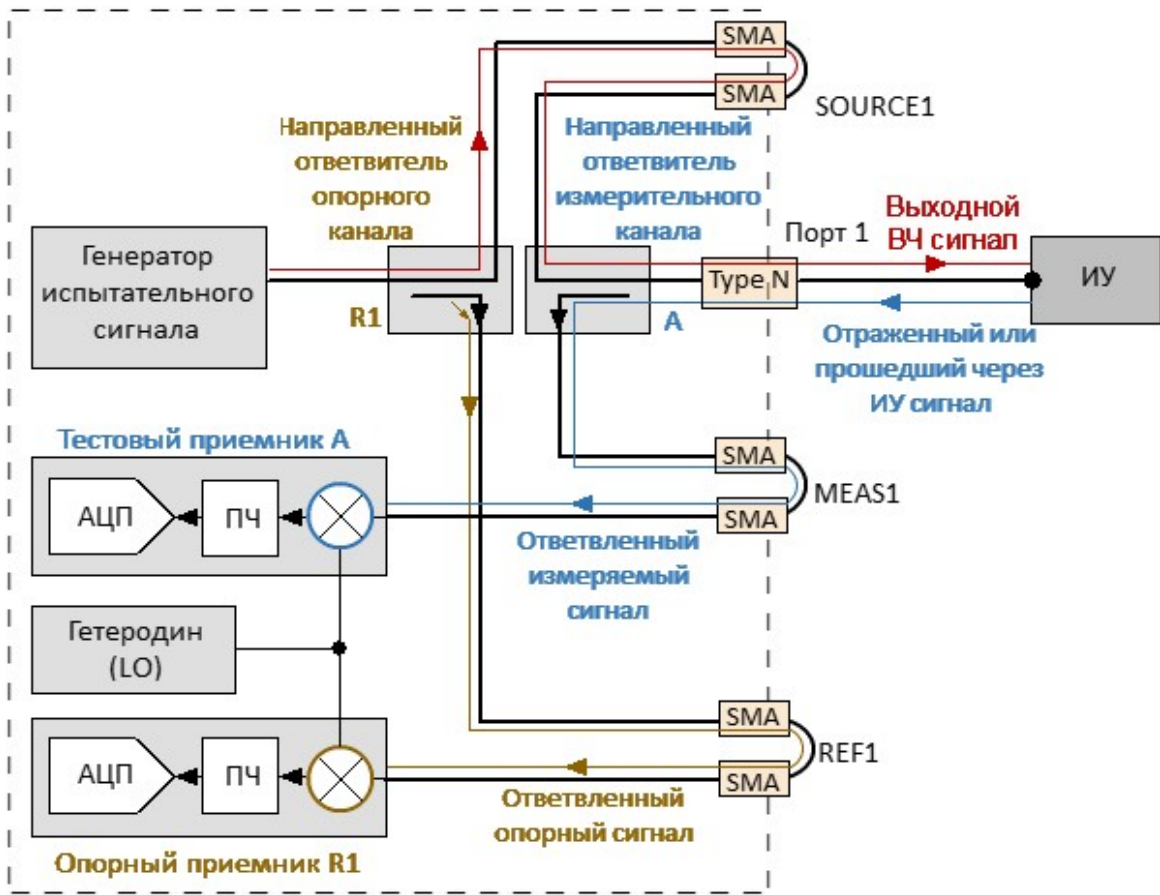 SMA
SMA
SOURCE1
Направленный
ответвитель
опорного
канала
Направленный
ответвитель
измерительного
канала
Генератор
испытательного
сигнала
R1
A
Порт 1
Type N
Выходной
ВЧ сигнал
ИУ
Отраженный или
прошедший через
ИУ сигнал
Тестовый приемник А
АЦП
ПЧ
SMA
SMA
MEAS1
Ответвленный
измеряемый
сигнал
Гетеродин
(LO)
АЦП
ПЧ
SMA
SMA
REF1
Ответвленный
опорный сигнал
Опорный приемник R1